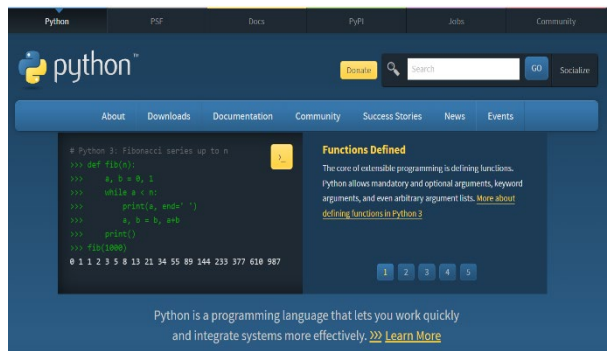 Python PSF Docs PyPI Jobs Community
python™
Donate Search GO Socialize
About Downloads Documentation Community Success Stories News Events
# Python 3: Fibonacci series up to n
>>> def fib(n):
>>> a, b = 0, 1
>>> while a < n:
>>> print(a, end=' ')
>>> a, b = b, a+b
>>> print()
>>> fib(1000)
0 1 1 2 3 5 8 13 21 34 55 89 144 233 377 610 987
>_
Functions Defined
The core of extensible programming is defining functions.
Python allows mandatory and optional arguments, keyword
arguments, and even arbitrary argument lists. More about
defining functions in Python 3
1 2 3 4 5
Python is a programming language that lets you work quickly
and integrate systems more effectively. >>> Learn More